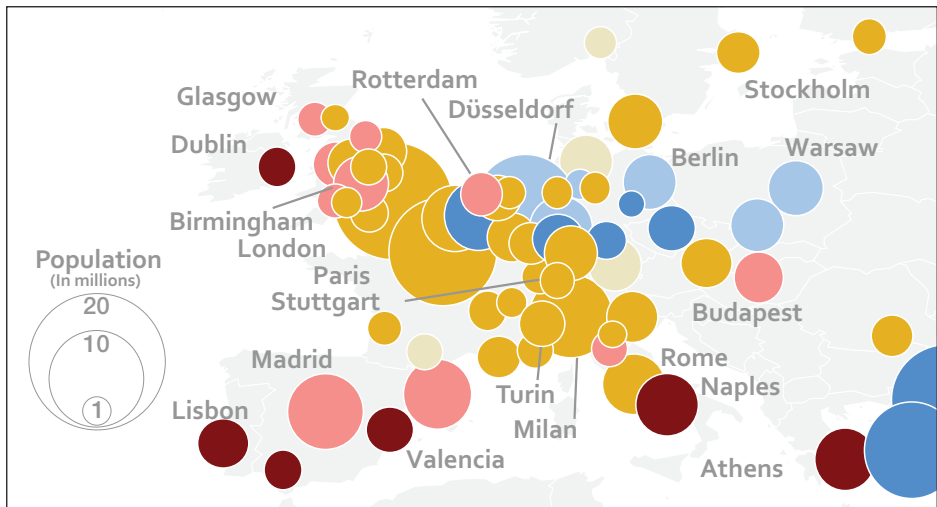 Rotterdam
Glasgow
Düsseldorf
Stockholm
Dublin
Berlin
Warsaw
Birmingham
London
Population
(In millions)
20
10
1
Paris
Stuttgart
Budapest
Madrid
Rome
Turin
Naples
Lisbon
Milan
Valencia
Athens